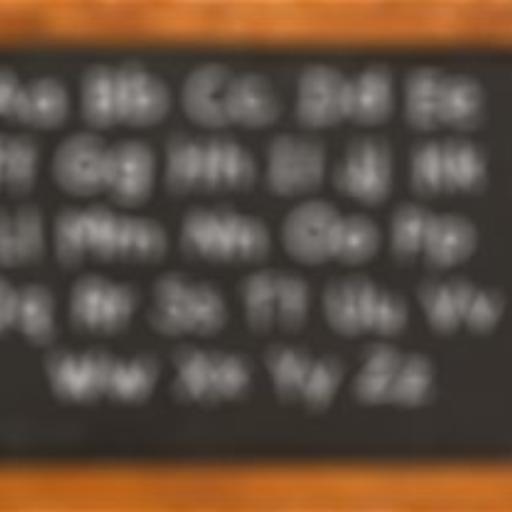 Aa Bb Cc Dd Ee
Ff Gg Hh Ii Jj Kk
Ll Mm Nn Oo Pp
Qq Rr Ss Tt Uu Vv
Ww Xx Yy Zz